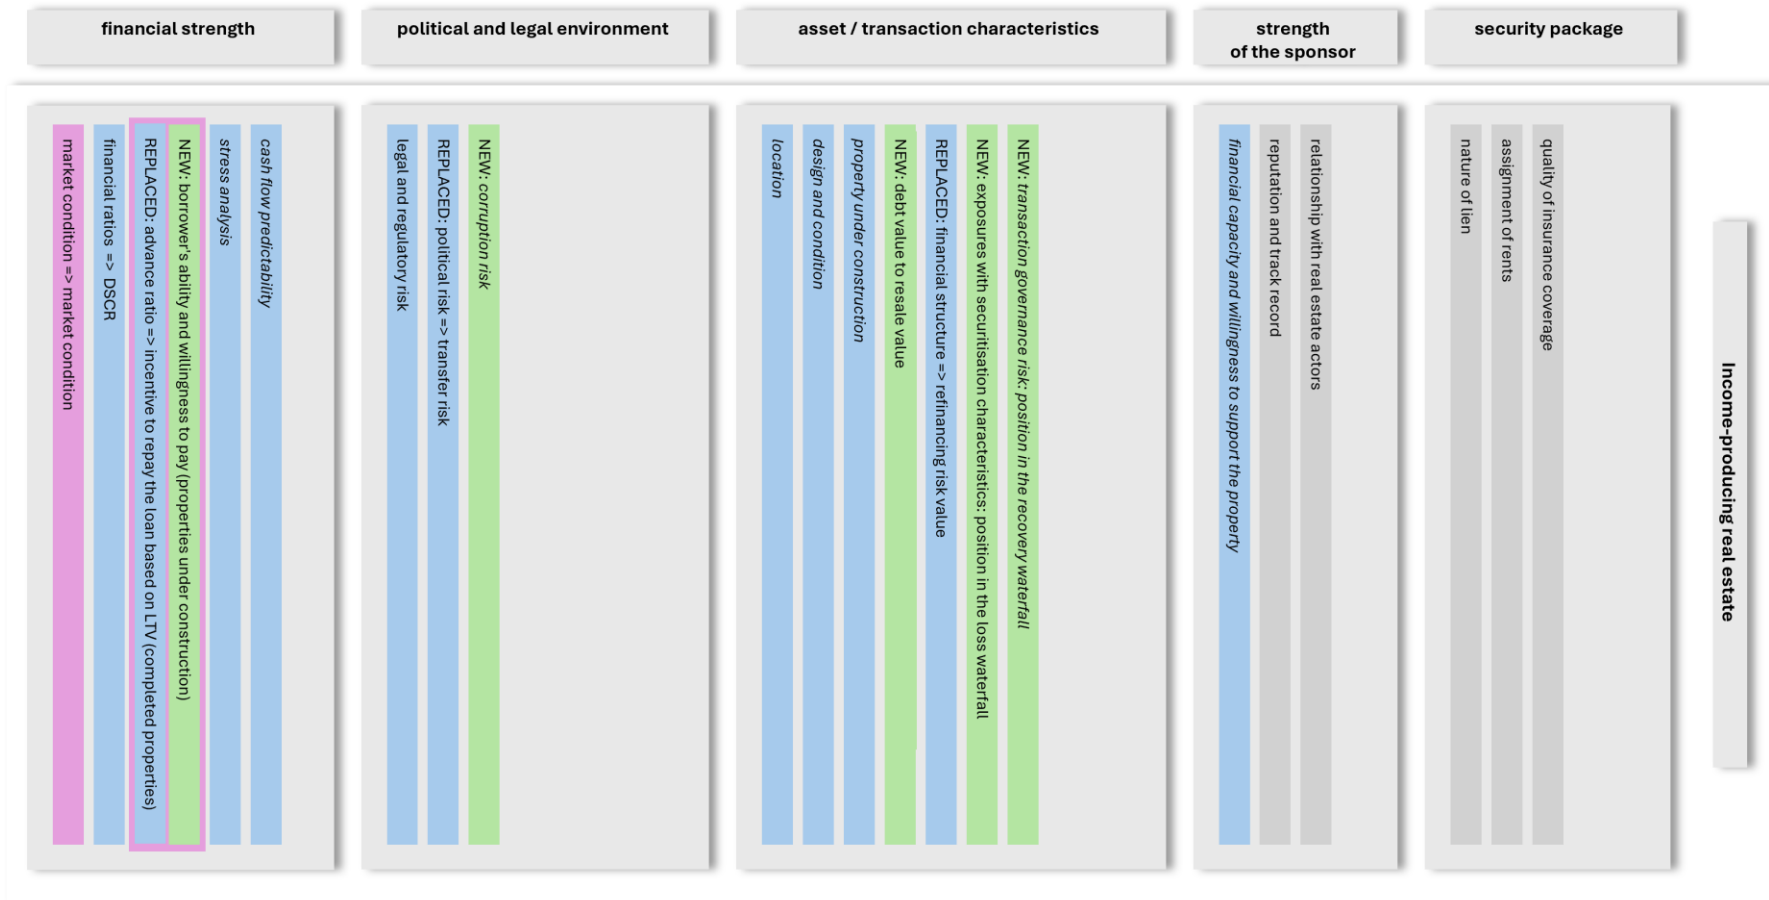 financial strength
political and legal environment
asset / transaction characteristics
strength
of the sponsor
security package
market condition => market condition
financial ratios => DSCR
REPLACED: advance ratio => incentive to repay the loan based on LTV (completed properties)
NEW: borrower's ability and willingness to pay (properties under construction)
stress analysis
cash flow predictability
legal and regulatory risk
REPLACED: political risk => transfer risk
NEW: corruption risk
location
design and condition
property under construction
NEW: debt value to resale value
REPLACED: financial structure => refinancing risk value
NEW: exposures with securitisation characteristics: position in the loss waterfall
NEW: transaction governance risk: position in the recovery waterfall
financial capacity and willingness to support the property
reputation and track record
relationship with real estate actors
nature of lien
assignment of rents
quality of insurance coverage
Income-producing real estate